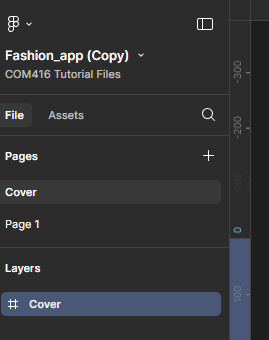 Fashion_app (Copy)
COM416 Tutorial Files
File Assets
Pages
Cover
Page 1
Layers
Cover
-300
-200
-100
0
100